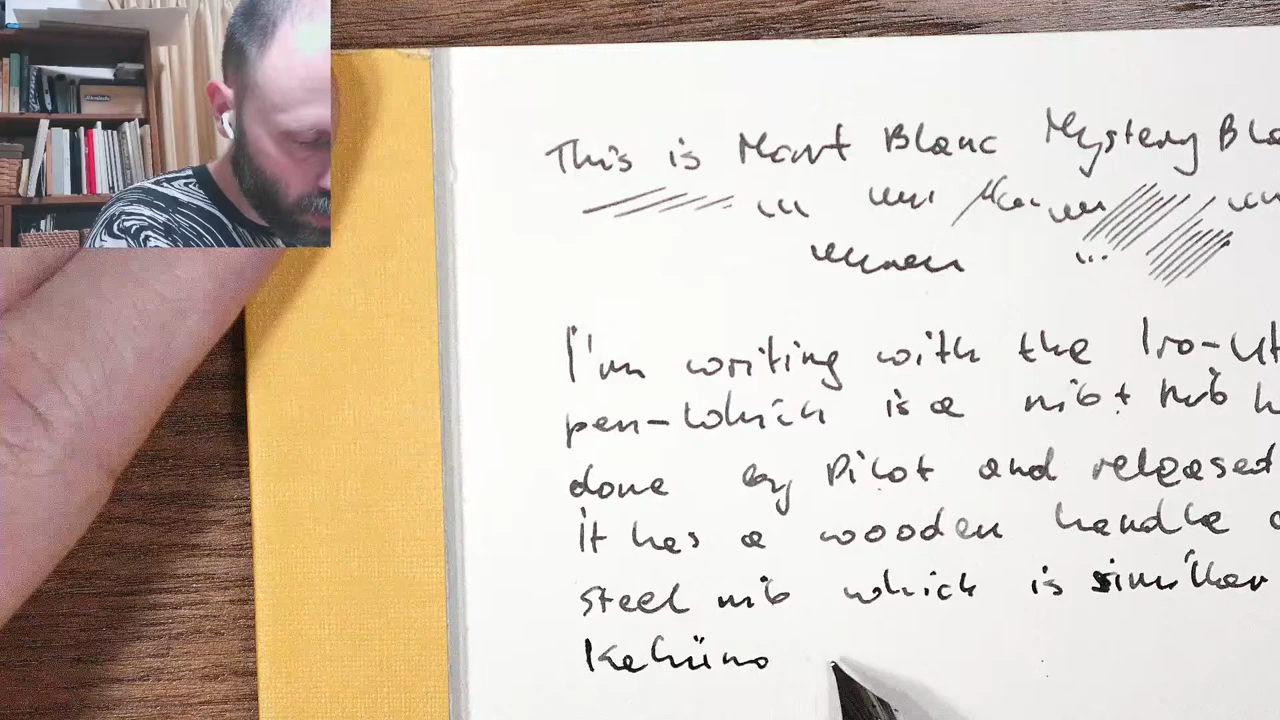 This is Mont Blanc Mystery Bla
I'm writing with the Iro-Ut
pen - which is a nib
done by Pilot and released
it has a wooden handle
steel nib which is similar
Kaküno